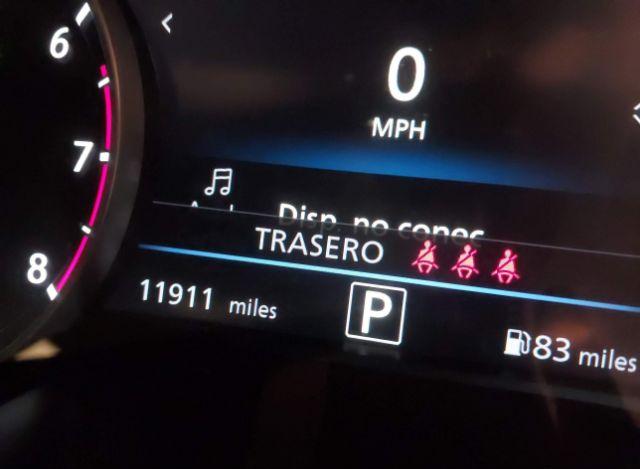 6
7
8
0
MPH
Disp. no conec
TRASERO
11911 miles
P
83 miles